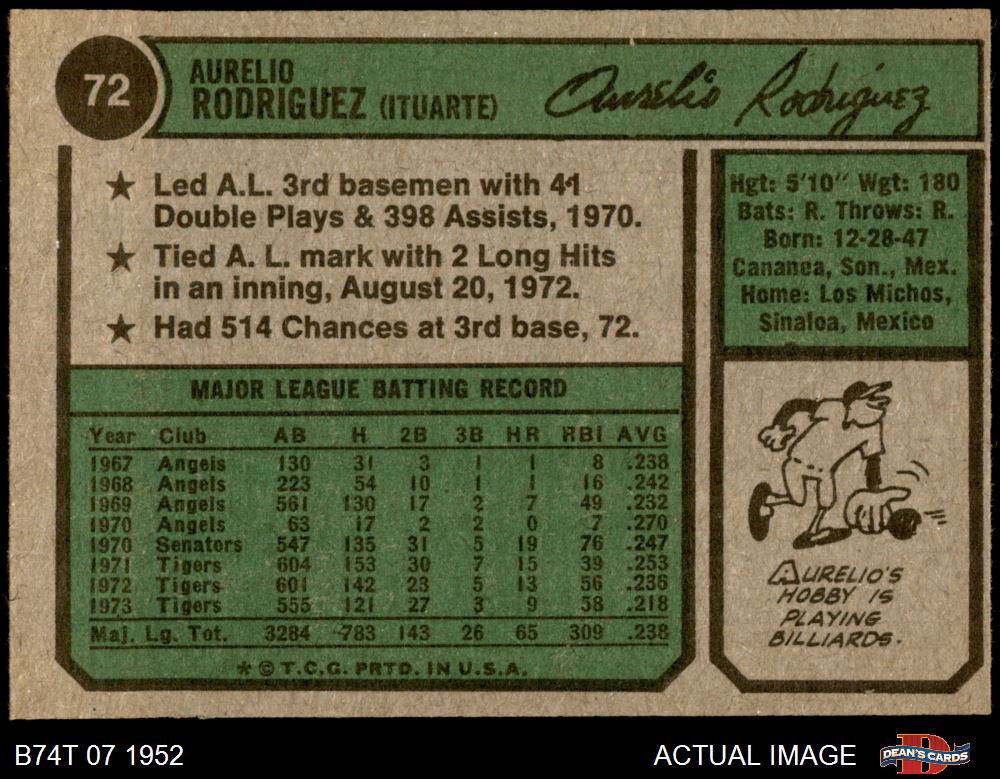 72
AURELIO
RODRIGUEZ (ITUARTE)
Aurelio Rodriguez
★ Led A.L. 3rd basemen with 41
Double Plays & 398 Assists, 1970.
★ Tied A. L. mark with 2 Long Hits
in an inning, August 20, 1972.
★ Had 514 Chances at 3rd base, 72.
MAJOR LEAGUE BATTING RECORD
Year Club AB H 2B 3B HR RBI AVG
1967 Angels 130 31 3 1 1 8 .238
1968 Angels 223 54 10 1 1 16 .242
1969 Angels 561 130 17 2 7 49 .232
1970 Angels 63 17 2 2 0 7 .270
1970 Senators 547 135 31 5 19 76 .247
1971 Tigers 604 153 30 7 15 39 .253
1972 Tigers 601 142 23 5 13 56 .236
1973 Tigers 555 121 27 3 9 58 .218
Maj. Lg. Tot. 3284 783 143 26 65 309 .238
* © T.C.G. PRTD. IN U.S.A.
Hgt: 5'10" Wgt: 180
Bats: R. Throws: R.
Born: 12-28-47
Cananea, Son., Mex.
Home: Los Michos,
Sinaloa, Mexico
AURELIO'S
HOBBY IS
PLAYING
BILLIARDS.
B74T 07 1952
ACTUAL IMAGE
D
DEAN'S CARDS